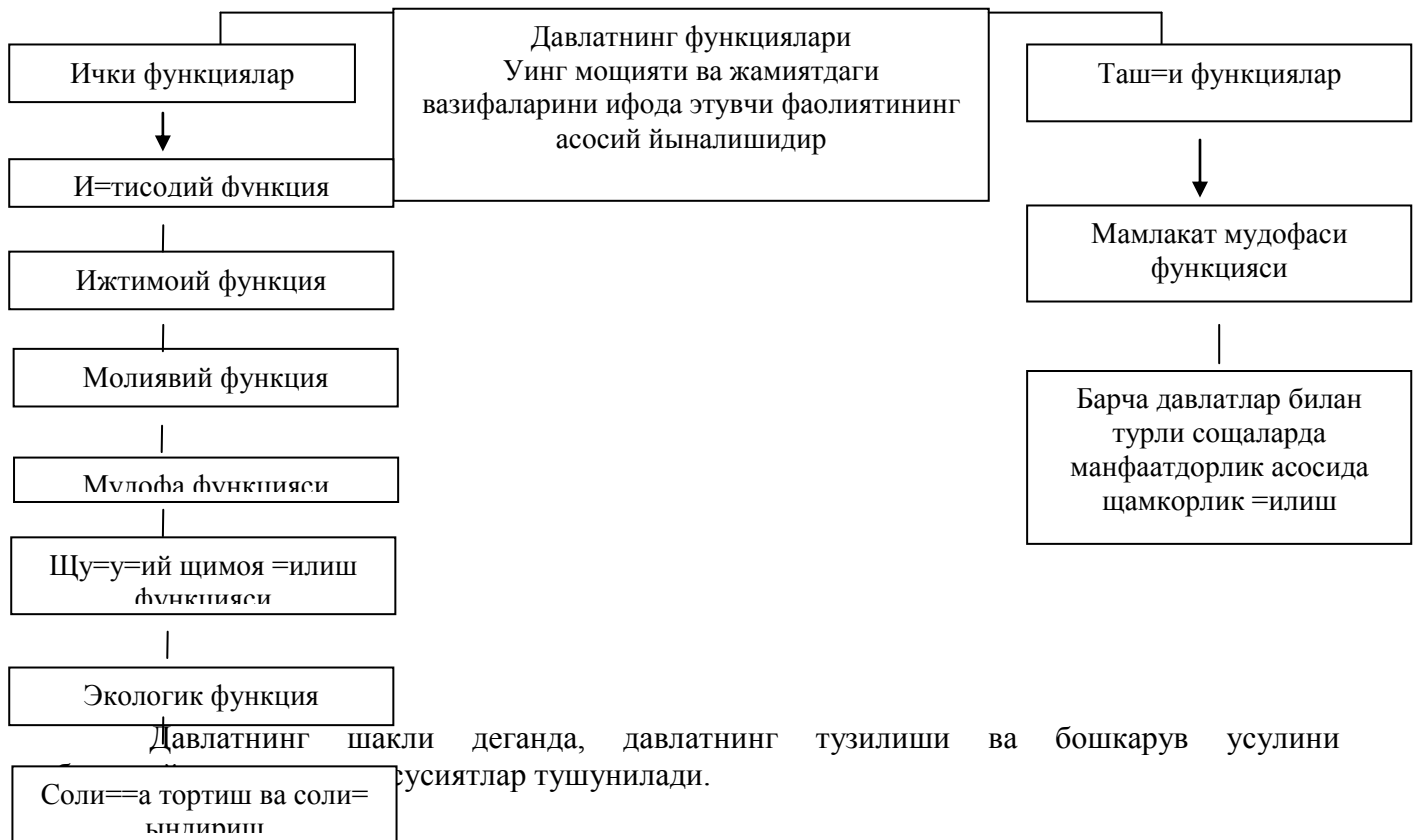 Давлатнинг функциялари
Уинг мощияти ва жамиятдаги
вазифаларини ифода этувчи фаолиятининг
асосий йыналишидир
Ички функциялар
И=тисодий функция
Ижтимоий функция
Молиявий функция
Мудофа функцияси
Щу=у=ий щимоя =илиш
функцияси
Экологик функция
Соли==а тортиш ва соли=
ындириш
Таш=и функциялар
Мамлакат мудофаси
функцияси
Барча давлатлар билан
турли сощаларда
манфаатдорлик асосида
щамкорлик =илиш
Давлатнинг шакли деганда, давлатнинг тузилиши ва бошкарув усулини
тушунилади.